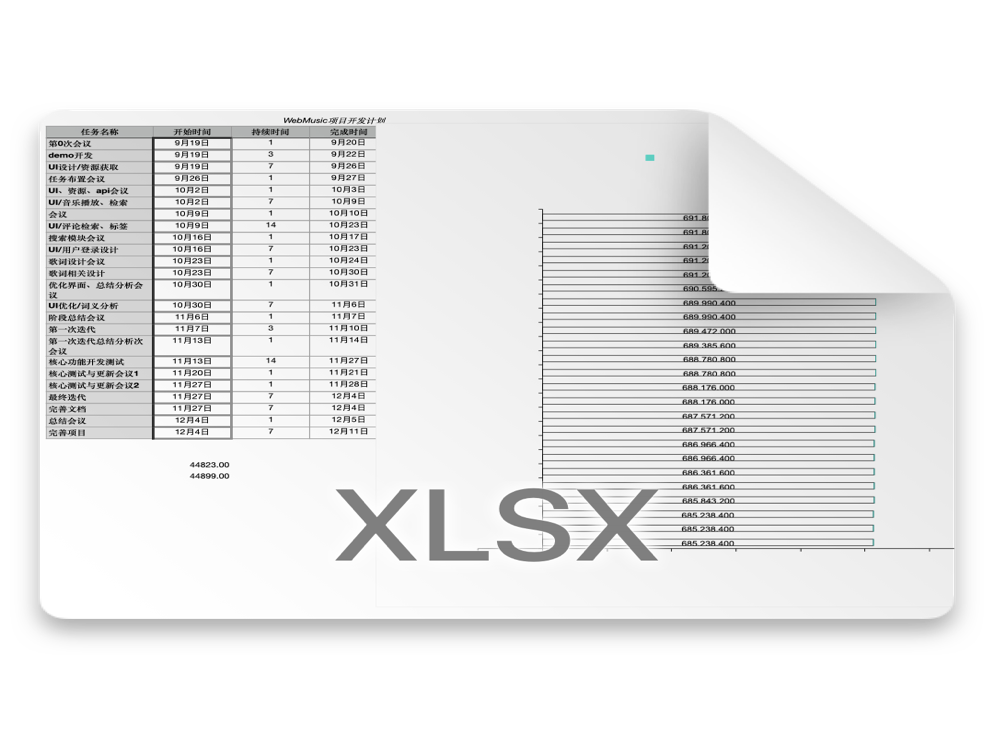 WebMusic项目开发计划
任务名称 开始时间 持续时间 完成时间
第0次会议 9月19日 1 9月20日
demo开发 9月19日 3 9月22日
UI设计/资源获取 9月19日 7 9月26日
任务布置会议 9月26日 1 9月27日
UI、资源、api会议 10月2日 1 10月3日
UI/音乐播放、检索 10月2日 7 10月9日
会议 10月9日 1 10月10日
UI/评论检索、标签 10月9日 14 10月23日
搜索模块会议 10月16日 1 10月17日
UI/用户登录设计 10月16日 7 10月23日
歌词设计会议 10月23日 1 10月24日
歌词相关设计 10月23日 7 10月30日
优化界面、总结分析会 10月30日 1 10月31日
议
UI优化/词义分析 10月30日 7 11月6日
阶段总结会议 11月6日 1 11月7日
第一次迭代 11月7日 3 11月10日
第一次迭代总结分析次 11月13日 1 11月14日
会议
核心功能开发测试 11月13日 14 11月27日
核心测试与更新会议1 11月20日 1 11月21日
核心测试与更新会议2 11月27日 1 11月28日
最终迭代 11月27日 7 12月4日
完善文档 11月27日 7 12月4日
总结会议 12月4日 1 12月5日
完善项目 12月4日 7 12月11日
44823.00
44899.00
691.8
691.8
691.2
691.2
691.2
690 595
689 990 400
689 990 400
689 472 000
689 385 600
688 780 800
688 780 800
688 176 000
688 176 000
687 571 200
687 571 200
686 966 400
686 966 400
686 361 600
686 361 600
685 843 200
685 238 400
685 238 400
685 238 400
XLSX